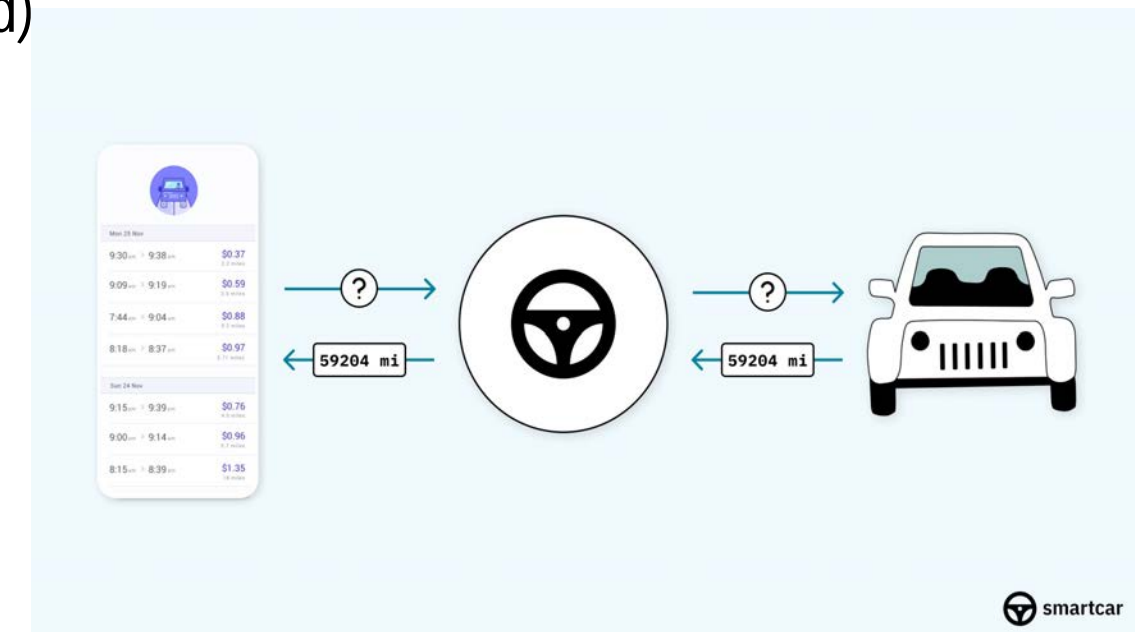 d)
Mon 25 Nov
9:30 9:38 $0.37
9:09 9:19 $0.59
7:44 9:04 $0.88
8:18 8:37 $0.97
Sun 24 Nov
9:15 9:39 $0.76
9:00 9:14 $0.96
8:15 8:39 $1.35
?
59204 mi
?
59204 mi
smartcar